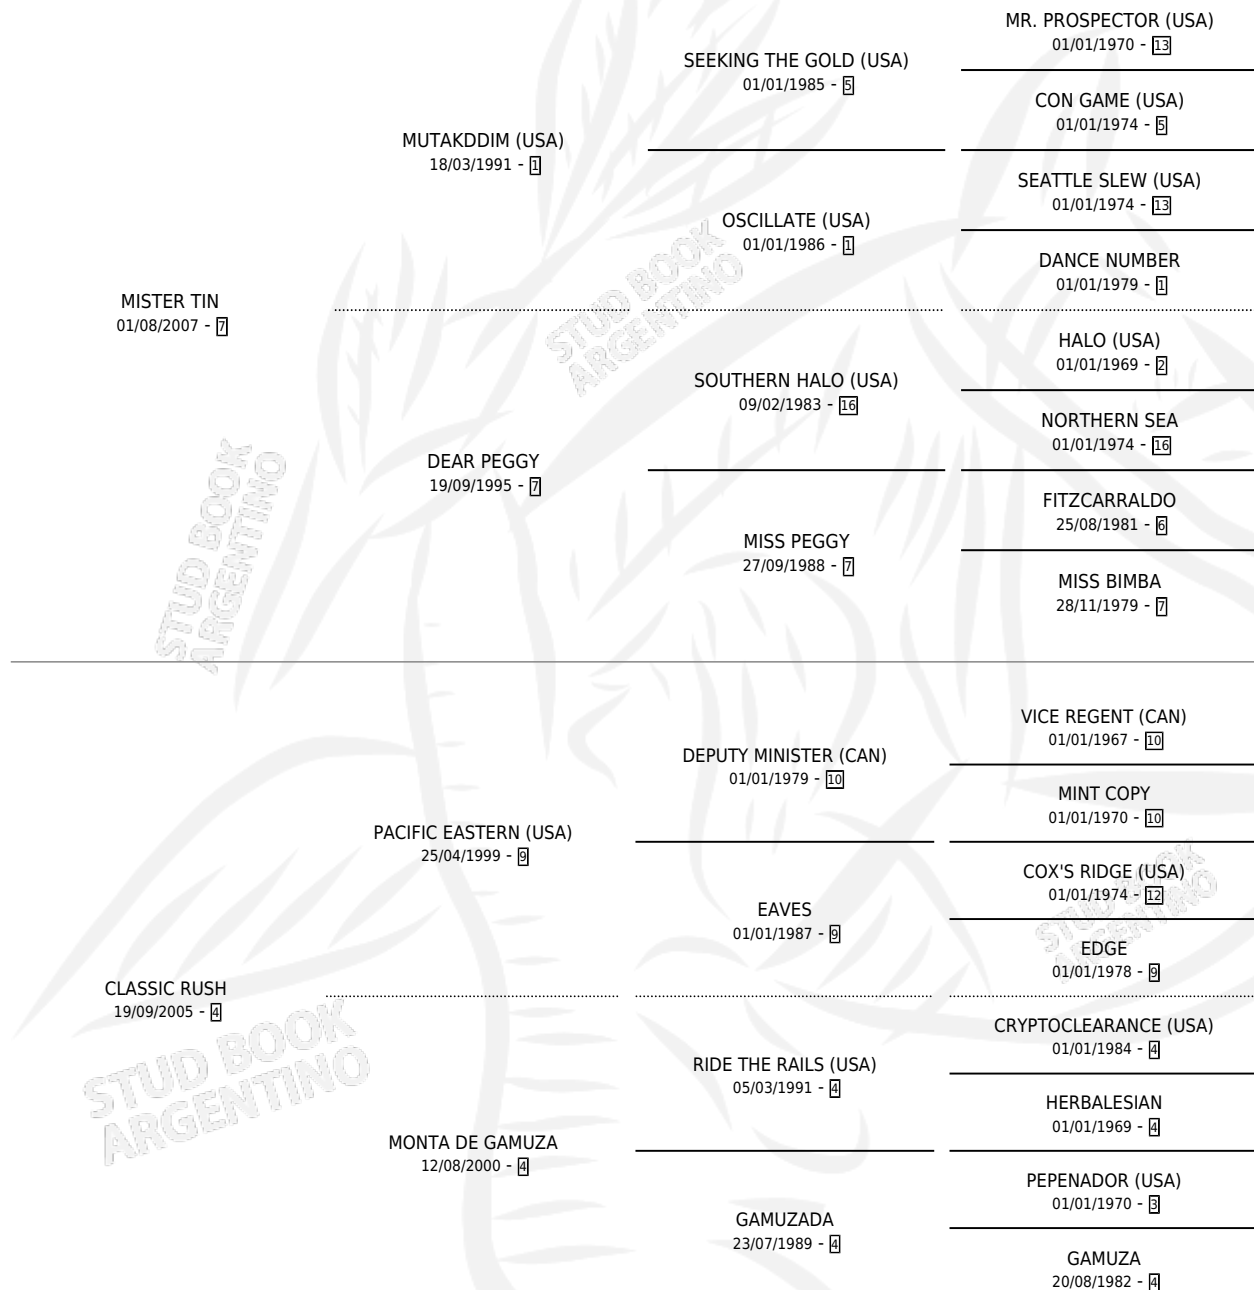 MR. PROSPECTOR (USA)
01/01/1970 - 13
SEEKING THE GOLD (USA)
01/01/1985 - 5
CON GAME (USA)
01/01/1974 - 5
MUTAKDDIM (USA)
18/03/1991 - 1
SEATTLE SLEW (USA)
01/01/1974 - 13
OSCILLATE (USA)
01/01/1986 - 1
DANCE NUMBER
01/01/1979 - 1
STUD BOOK
ARGENTINO
MISTER TIN
01/08/2007 - 7
HALO (USA)
01/01/1969 - 2
SOUTHERN HALO (USA)
09/02/1983 - 16
NORTHERN SEA
01/01/1974 - 16
DEAR PEGGY
19/09/1995 - 7
FITZCARRALDO
25/08/1981 - 6
MISS PEGGY
27/09/1988 - 7
MISS BIMBA
28/11/1979 - 7
STUD BOOK
ARGENTINO
VICE REGENT (CAN)
01/01/1967 - 10
DEPUTY MINISTER (CAN)
01/01/1979 - 10
MINT COPY
01/01/1970 - 10
PACIFIC EASTERN (USA)
25/04/1999 - 9
COX'S RIDGE (USA)
01/01/1974 - 12
EAVES
01/01/1987 - 9
EDGE
01/01/1978 - 9
STUD BOOK
ARGENTINO
CLASSIC RUSH
19/09/2005 - 4
CRYPTOCLEARANCE (USA)
01/01/1984 - 4
RIDE THE RAILS (USA)
05/03/1991 - 4
HERBALESIAN
01/01/1969 - 4
MONTA DE GAMUZA
12/08/2000 - 4
PEPENADOR (USA)
01/01/1970 - 3
GAMUZADA
23/07/1989 - 4
GAMUZA
20/08/1982 - 4
STUD BOOK
ARGENTINO